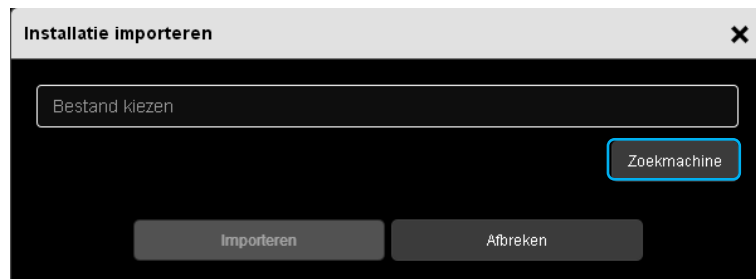 Installatie importeren
Bestand kiezen
Zoekmachine
Importeren Afbreken